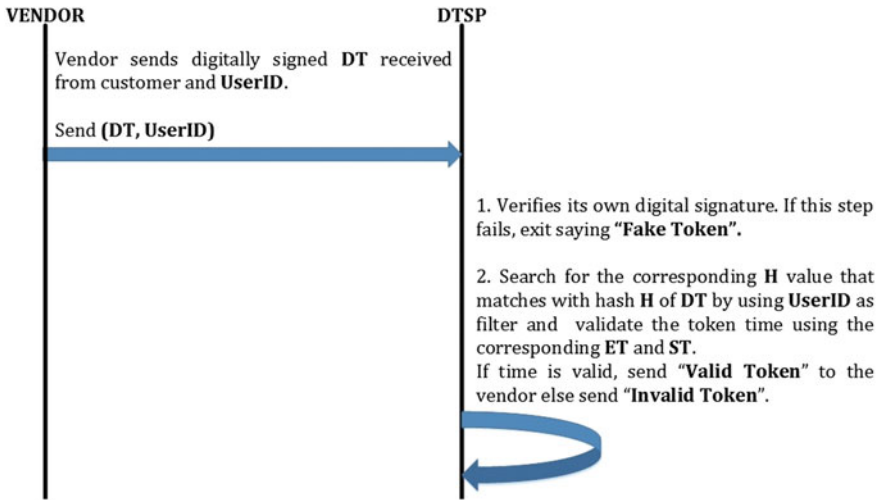 VENDOR
DTSP
Vendor sends digitally signed DT received
from customer and UserID.
Send (DT, UserID)
1. Verifies its own digital signature. If this step
fails, exit saying “Fake Token”.
2. Search for the corresponding H value that
matches with hash H of DT by using UserID as
filter and validate the token time using the
corresponding ET and ST.
If time is valid, send “Valid Token” to the
vendor else send “Invalid Token”.